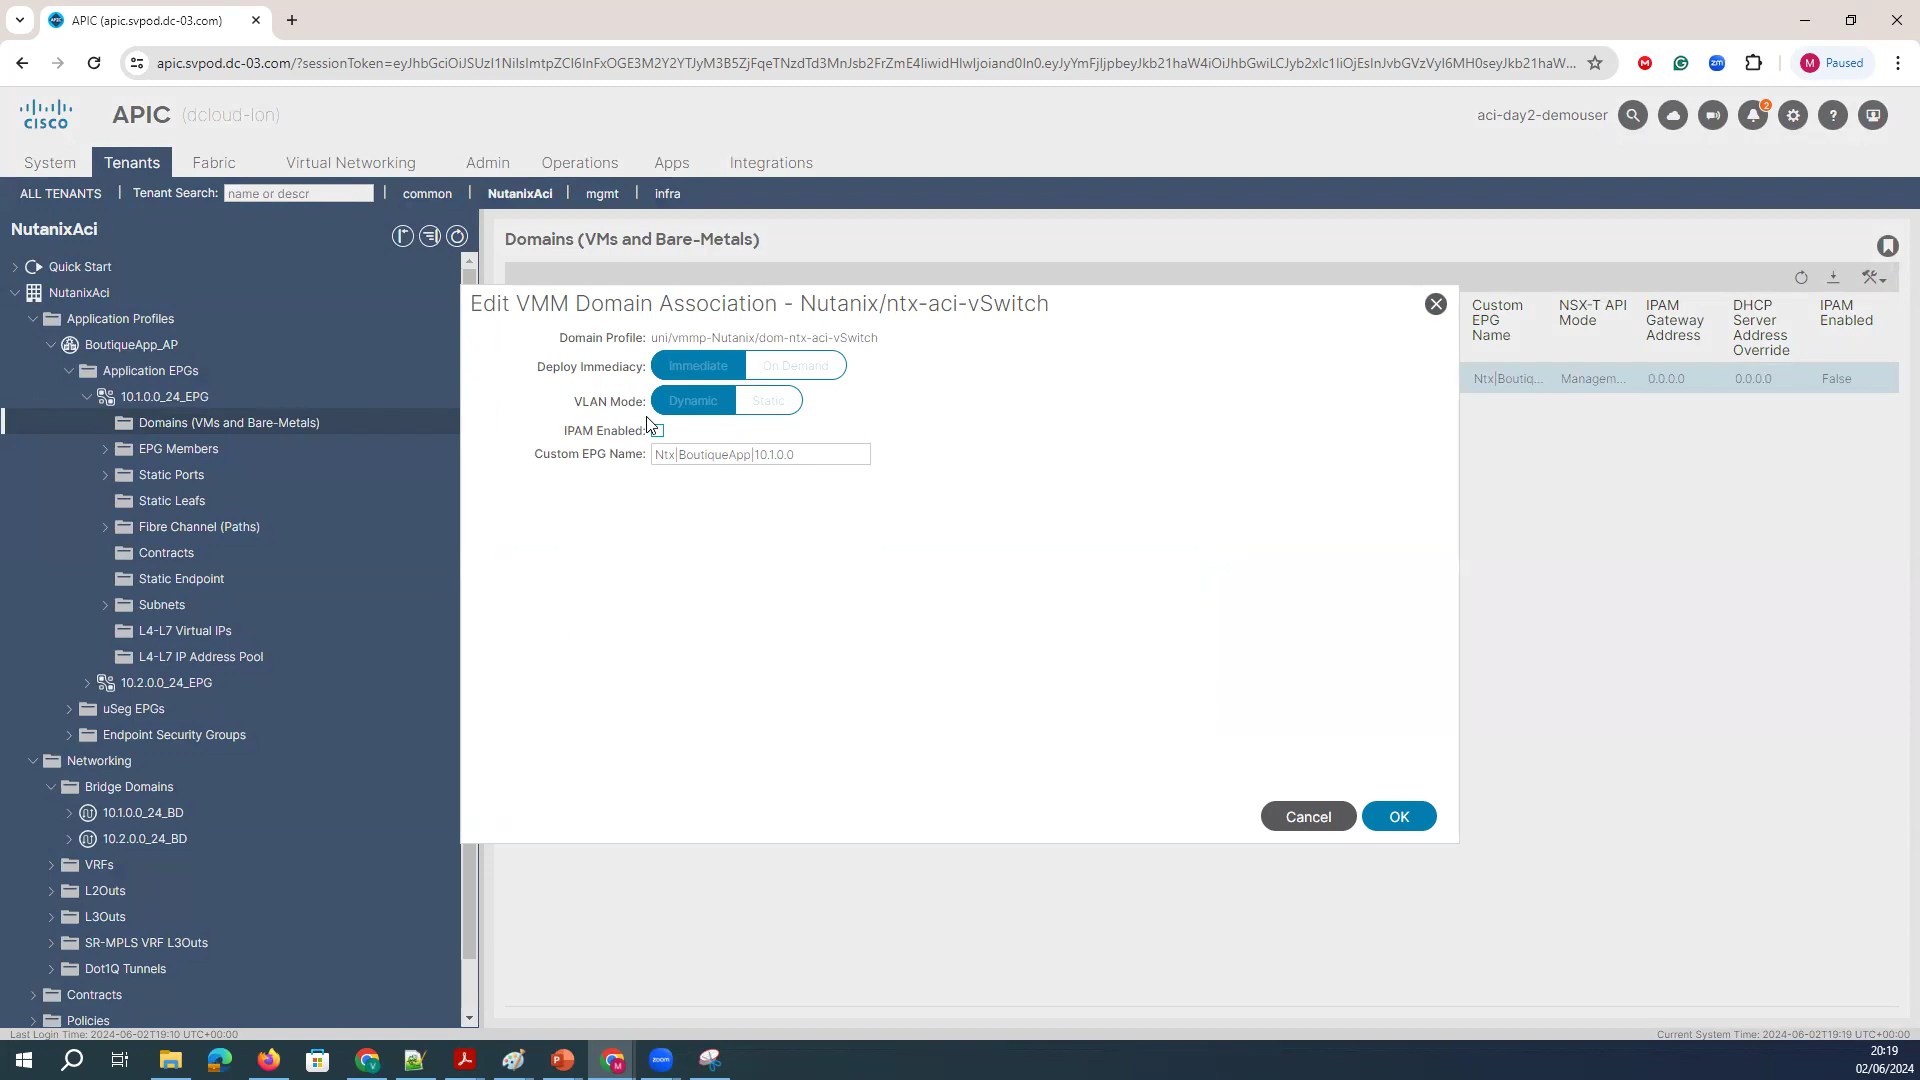 APIC (apic.svpod.dc-03.com)
Paused
CISCO
APIC (dcloud-lon)
aci-day2-demouser
2
System Tenants Fabric Virtual Networking Admin Operations Apps Integrations
ALL TENANTS | Tenant Search: name or descr | common | NutanixAci | mgmt | infra
NutanixAci
Quick Start
NutanixAci
Application Profiles
BoutiqueApp_AP
Application EPGs
10.1.0.0_24_EPG
Domains (VMs and Bare-Metals)
EPG Members
Static Ports
Static Leafs
Fibre Channel (Paths)
Contracts
Static Endpoint
Subnets
L4-L7 Virtual IPs
L4-L7 IP Address Pool
10.2.0.0_24_EPG
uSeg EPGs
Endpoint Security Groups
Networking
Bridge Domains
10.1.0.0_24_BD
10.2.0.0_24_BD
VRFs
L2Outs
L3Outs
SR-MPLS VRF L3Outs
Dot1Q Tunnels
Contracts
Policies
Domains (VMs and Bare-Metals)
Custom EPG Name
NSX-T API Mode
IPAM Gateway Address
DHCP Server Address Override
IPAM Enabled
Ntx|Boutiq... Managem... 0.0.0.0 0.0.0.0 False
Edit VMM Domain Association - Nutanix/ntx-aci-vSwitch
Domain Profile: uni/vmmp-Nutanix/dom-ntx-aci-vSwitch
Deploy Immediacy: Immediate On Demand
VLAN Mode: Dynamic Static
IPAM Enabled:
Custom EPG Name: Ntx|BoutiqueApp|10.1.0.0
Cancel OK
Last Login Time: 2024-06-02T19:10 UTC+00:00
Current System Time: 2024-06-02T19:19 UTC+00:00
zoom
20:19
02/06/2024